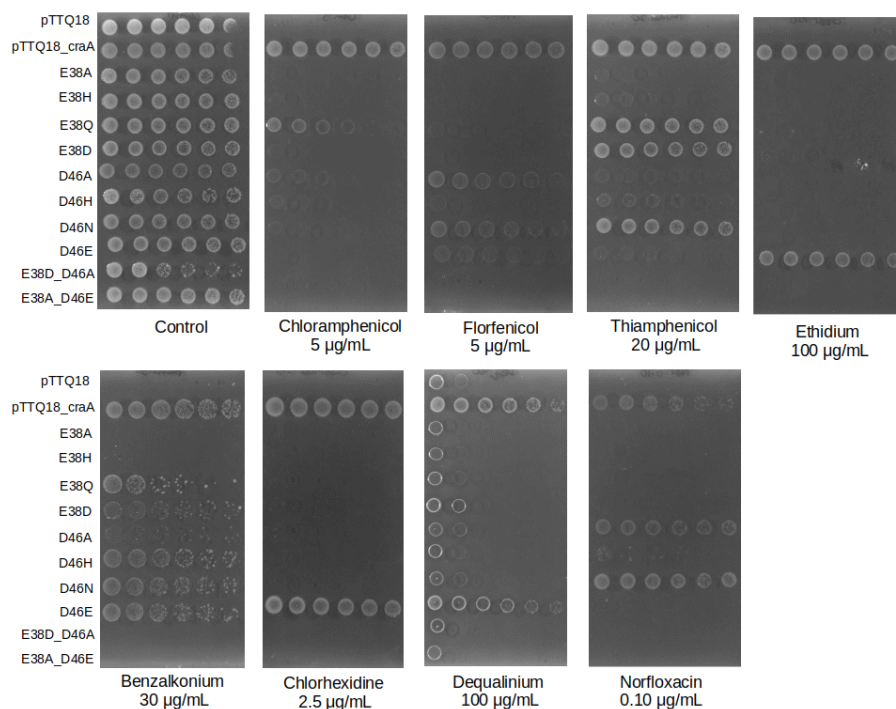 pTTQ18
pTTQ18_craA
E38A
E38H
E38Q
E38D
D46A
D46H
D46N
D46E
E38D_D46A
E38A_D46E
Control
Chloramphenicol
5 µg/mL
Florfenicol
5 µg/mL
Thiamphenicol
20 µg/mL
Ethidium
100 µg/mL
pTTQ18
pTTQ18_craA
E38A
E38H
E38Q
E38D
D46A
D46H
D46N
D46E
E38D_D46A
E38A_D46E
Benzalkonium
30 µg/mL
Chlorhexidine
2.5 µg/mL
Dequalinium
100 µg/mL
Norfloxacin
0.10 µg/mL